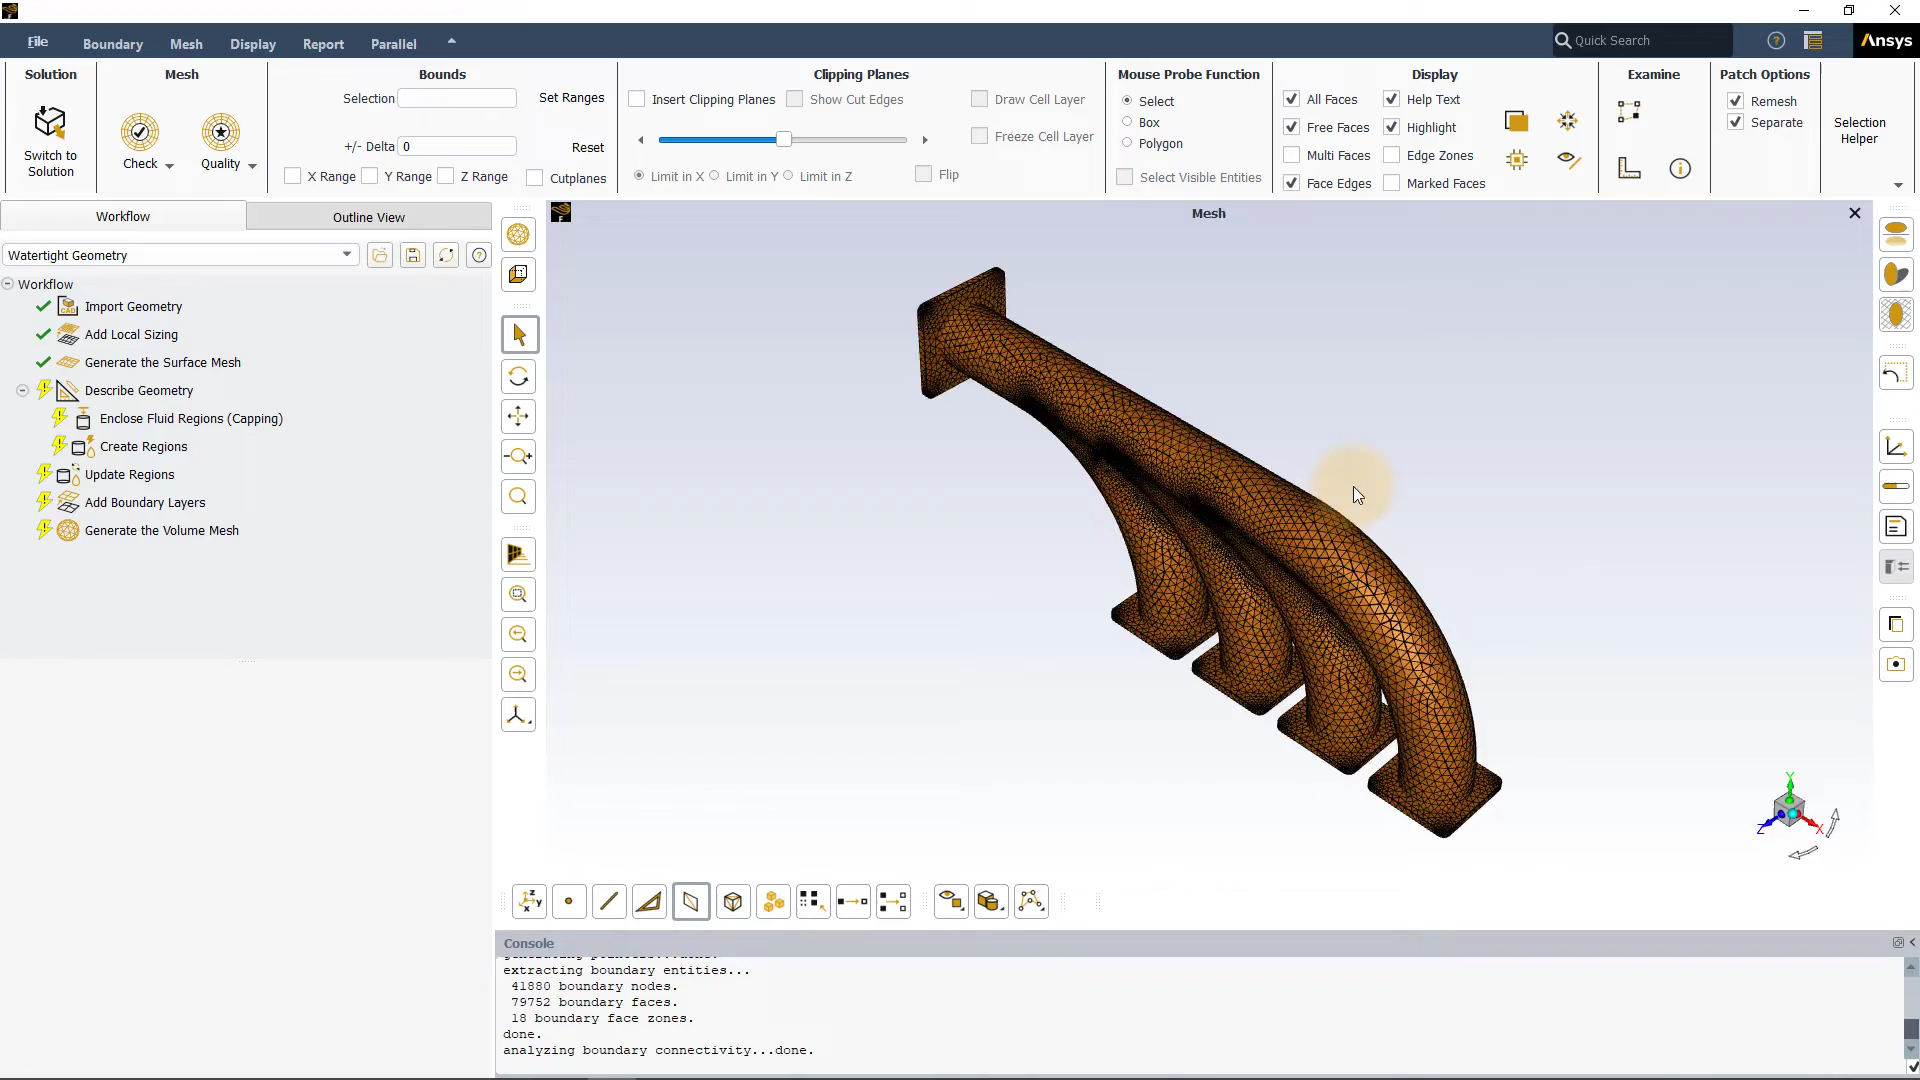 File
Boundary
Mesh
Display
Report
Parallel
Quick Search
Ansys
Solution
Switch to
Solution
Mesh
Check
Quality
Bounds
Selection
Set Ranges
+/- Delta 0
Reset
X Range
Y Range
Z Range
Cutplanes
Clipping Planes
Insert Clipping Planes
Show Cut Edges
Draw Cell Layer
Freeze Cell Layer
Limit in X
Limit in Y
Limit in Z
Flip
Mouse Probe Function
Select
Box
Polygon
Select Visible Entities
Display
All Faces
Help Text
Free Faces
Highlight
Multi Faces
Edge Zones
Face Edges
Marked Faces
Examine
Patch Options
Remesh
Separate
Selection
Helper
Workflow
Outline View
Watertight Geometry
Workflow
Import Geometry
Add Local Sizing
Generate the Surface Mesh
Describe Geometry
Enclose Fluid Regions (Capping)
Create Regions
Update Regions
Add Boundary Layers
Generate the Volume Mesh
Mesh
Y
Z
X
Console
extracting boundary entities...
41880 boundary nodes.
79752 boundary faces.
18 boundary face zones.
done.
analyzing boundary connectivity...done.